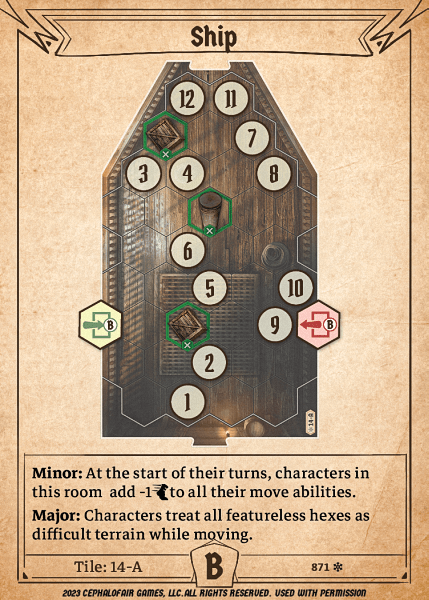 Ship
12 11
7
3 4 8
6
5 10
B 9 B
2
1
14-A
Minor: At the start of their turns, characters in
this room add -1 to all their move abilities.
Major: Characters treat all featureless hexes as
difficult terrain while moving.
Tile: 14-A B 871
2023 CEPHALOFAIR GAMES, LLC. ALL RIGHTS RESERVED. USED WITH PERMISSION